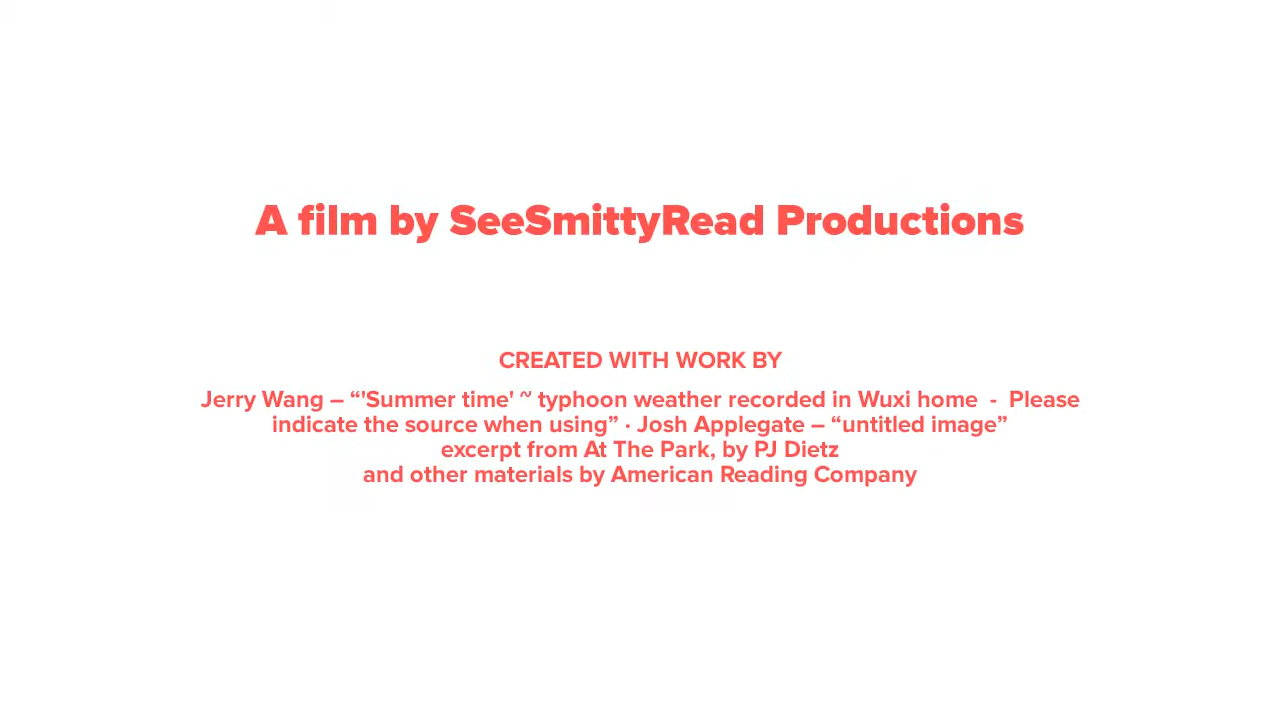 A film by SeeSmittyRead Productions
CREATED WITH WORK BY
Jerry Wang – “'Summer time' ~ typhoon weather recorded in Wuxi home  -  Please
indicate the source when using” · Josh Applegate – “untitled image”
excerpt from At The Park, by PJ Dietz
and other materials by American Reading Company